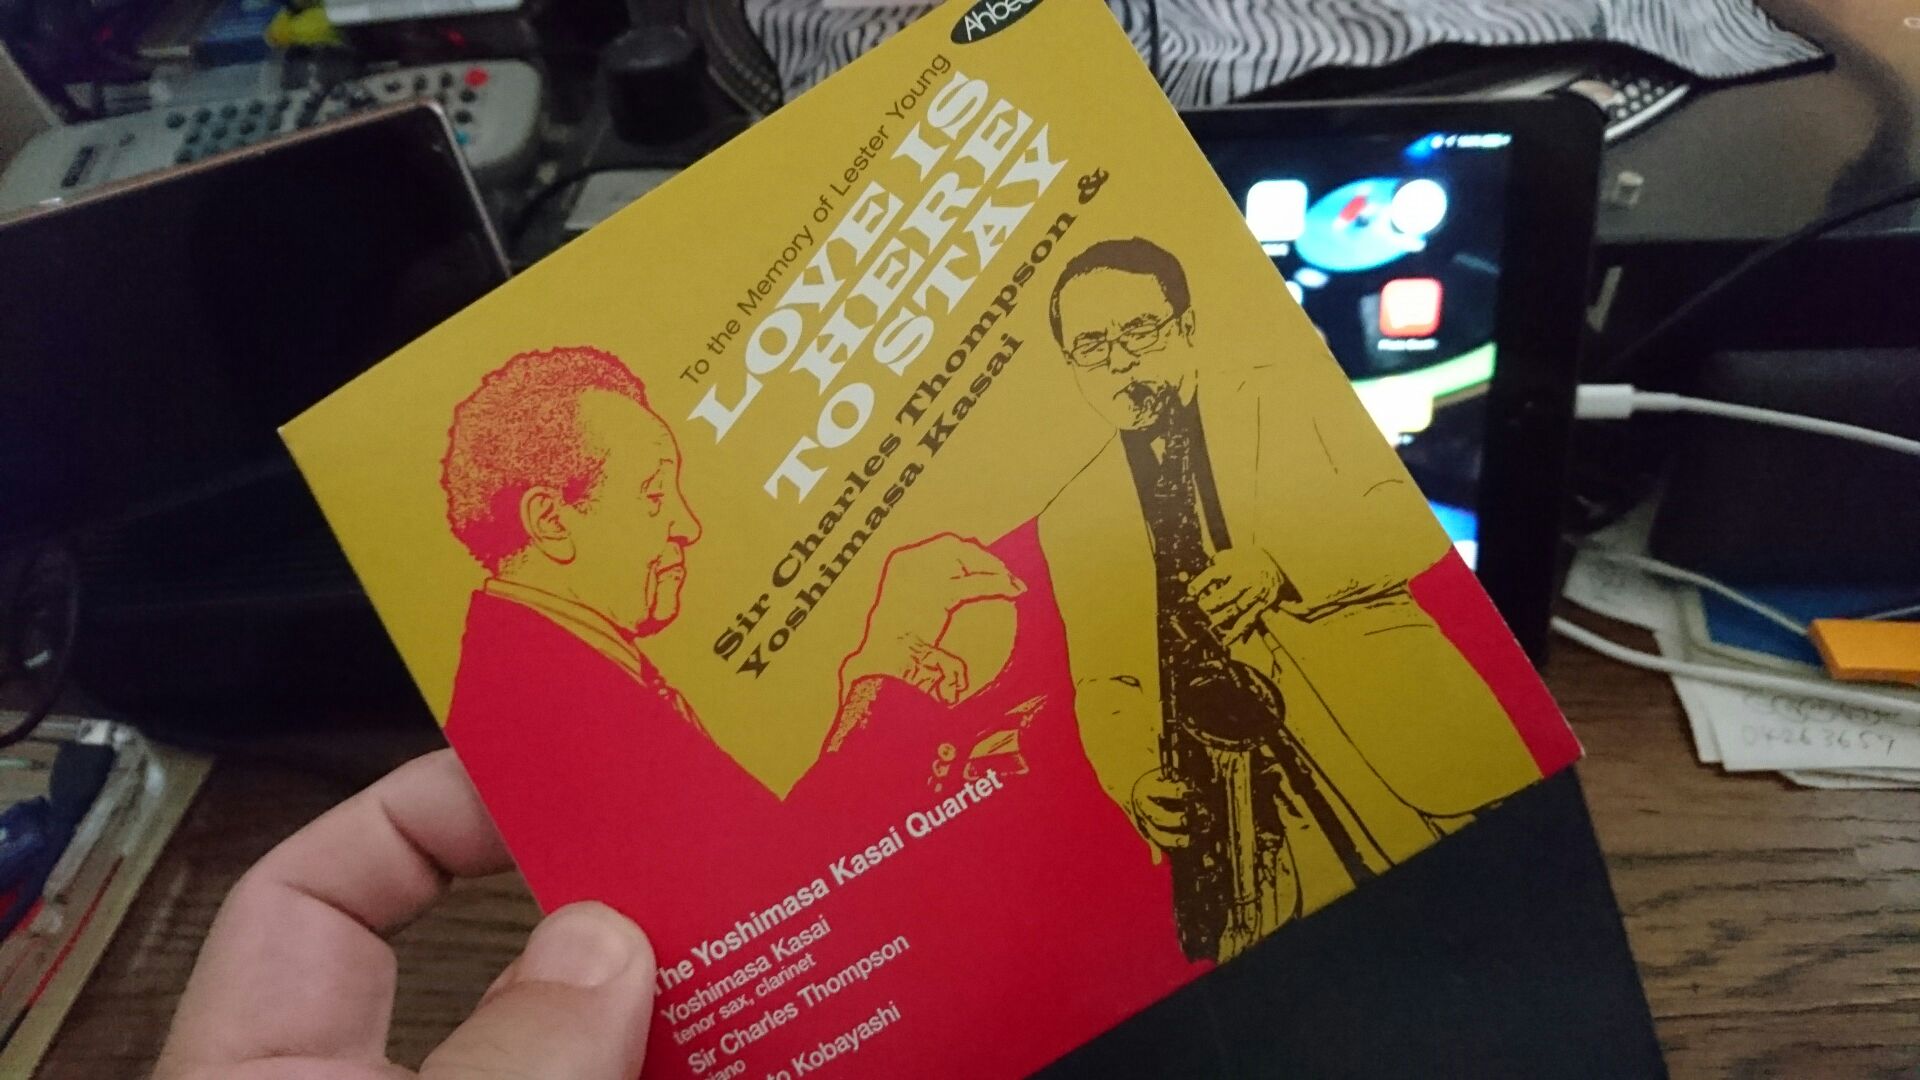 To the Memory of Lester Young
LOVE IS
HERE
TO STAY
Sir Charles Thompson &
Yoshimasa Kasai
The Yoshimasa Kasai Quartet
Yoshimasa Kasai
tenor sax, clarinet
Sir Charles Thompson
piano
Kobayashi